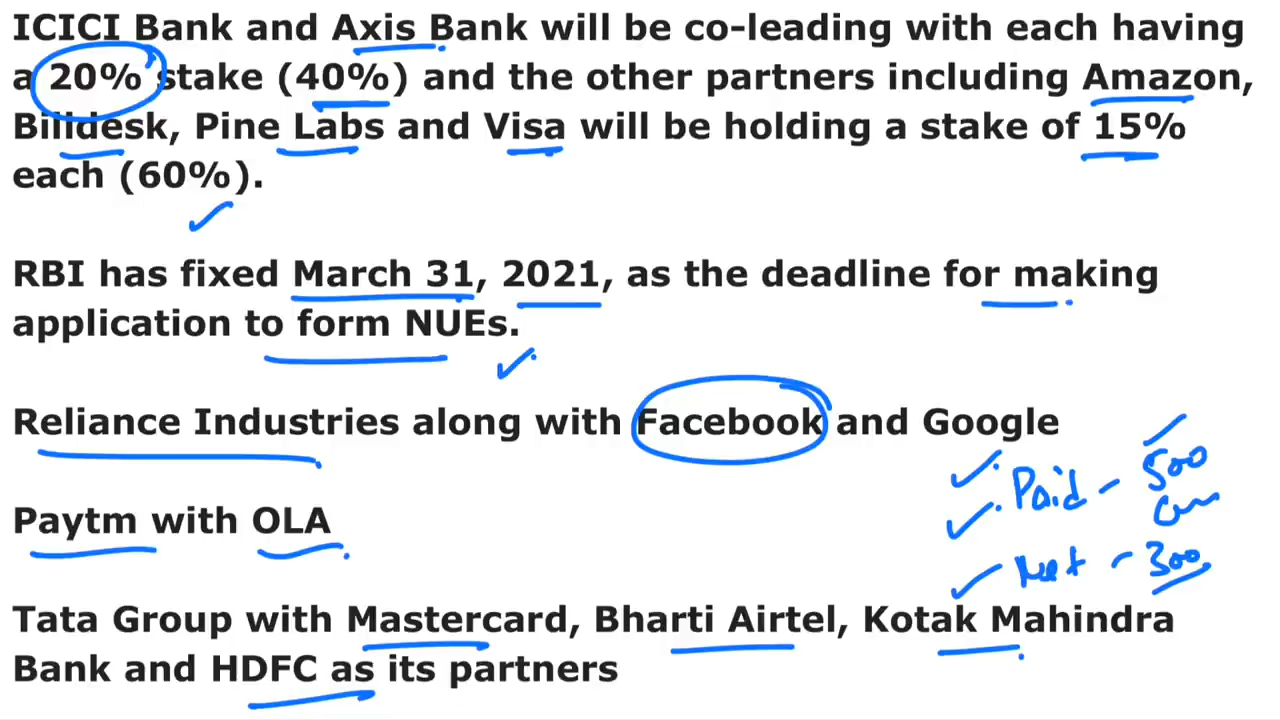 ICICI Bank and Axis Bank will be co-leading with each having
a 20% stake (40%) and the other partners including Amazon,
Billdesk, Pine Labs and Visa will be holding a stake of 15%
each (60%).
RBI has fixed March 31, 2021, as the deadline for making
application to form NUEs.
Reliance Industries along with Facebook and Google
Paid - 500
Paytm with OLA
Net - 300
Tata Group with Mastercard, Bharti Airtel, Kotak Mahindra
Bank and HDFC as its partners